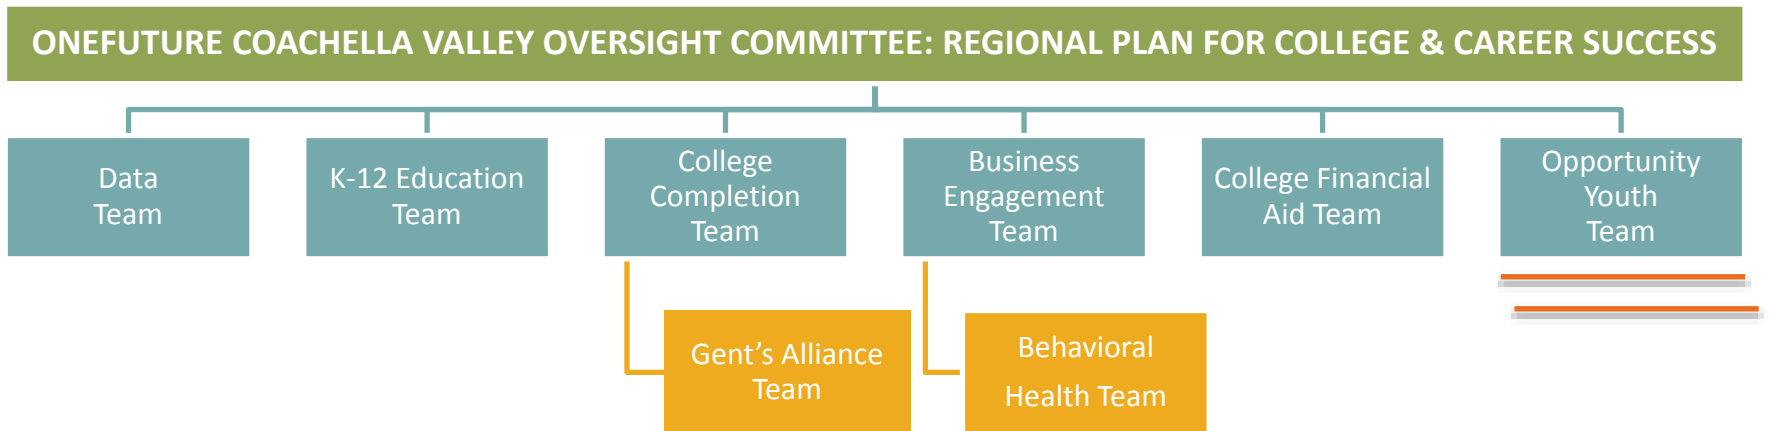 ONEFUTURE COACHELLA VALLEY OVERSIGHT COMMITTEE: REGIONAL PLAN FOR COLLEGE & CAREER SUCCESS
Data
Team
K-12 Education
Team
College
Completion
Team
Business
Engagement
Team
College Financial
Aid Team
Opportunity
Youth
Team
Gent’s Alliance
Team
Behavioral
Health Team